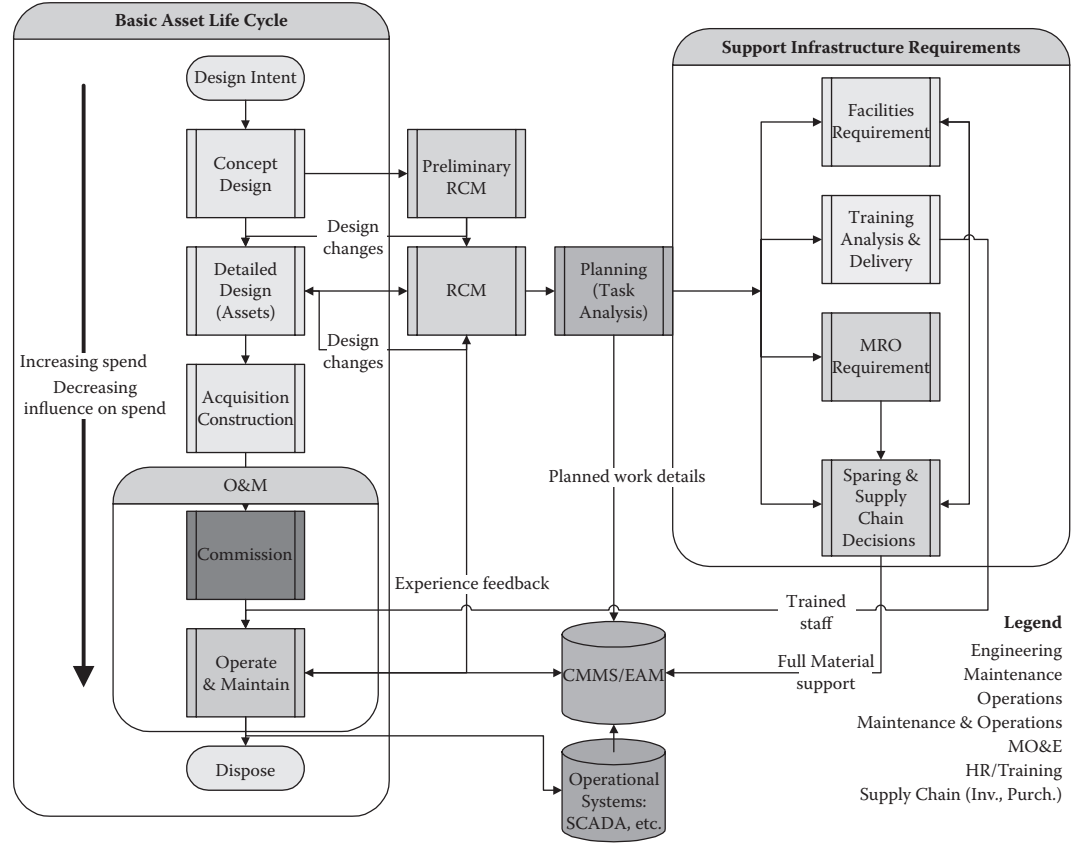 Basic Asset Life Cycle
Design Intent
Concept
Design
Preliminary
RCM
Design
changes
Detailed
Design
(Assets)
RCM
Planning
(Task
Analysis)
Design
changes
Increasing spend
Decreasing
influence on spend
Acquisition
Construction
O&M
Commission
Operate
& Maintain
Dispose
Support Infrastructure Requirements
Facilities
Requirement
Training
Analysis &
Delivery
MRO
Requirement
Sparing &
Supply
Chain
Decisions
Planned work details
Experience feedback
Trained
staff
CMMS/EAM
Full Material
support
Operational
Systems:
SCADA, etc.
Legend
Engineering
Maintenance
Operations
Maintenance & Operations
MO&E
HR/Training
Supply Chain (Inv., Purch.)